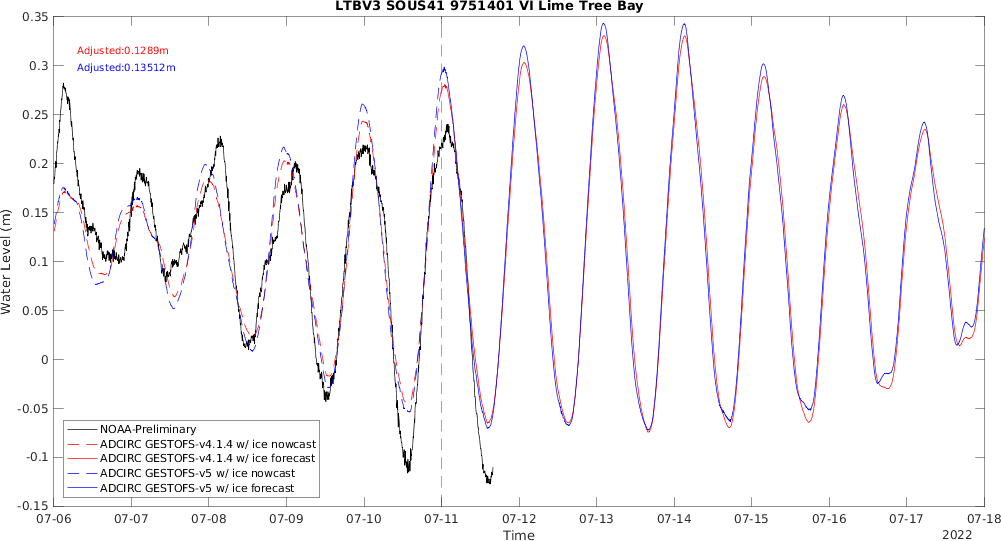 LTBV3 SOUS41 9751401 VI Lime Tree Bay
0.35
0.3
0.25
0.2
0.15
0.1
0.05
0
-0.05
-0.1
-0.15
Water Level (m)
Adjusted:0.1289m
Adjusted:0.13512m
NOAA-Preliminary
ADCIRC GESTOFS-v4.1.4 w/ ice nowcast
ADCIRC GESTOFS-v4.1.4 w/ ice forecast
ADCIRC GESTOFS-v5 w/ ice nowcast
ADCIRC GESTOFS-v5 w/ ice forecast
07-06 07-07 07-08 07-09 07-10 07-11 07-12 07-13 07-14 07-15 07-16 07-17 07-18
Time
2022